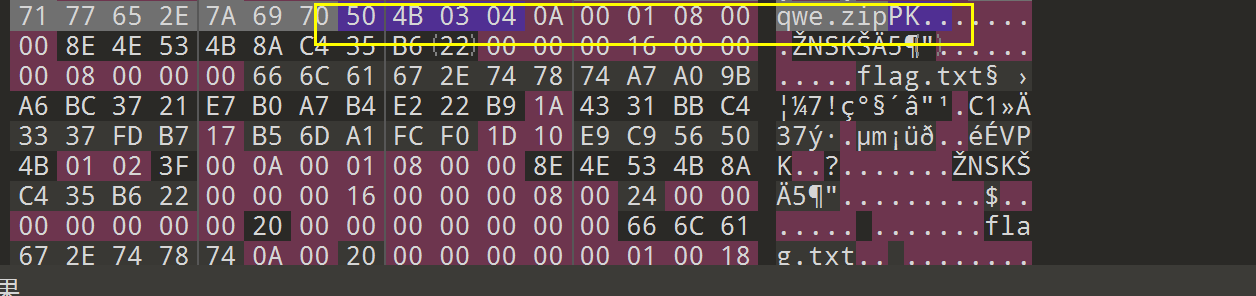 71 77 65 2E 7A 69 70 50 4B 03 04 0A 00 01 08 00 qwe.zipPK.......
00 8E 4E 53 4B 8A C4 35 B6 22 00 00 00 16 00 00 .ŽNSKŠÄ5¶".......
00 08 00 00 00 66 6C 61 67 2E 74 78 74 A7 A0 9B .....flag.txt§ ›
A6 BC 37 21 E7 B0 A7 B4 E2 22 B9 1A 43 31 BB C4 ¦¼7!ç°§´â"¹.C1»Ä
33 37 FD B7 17 B5 6D A1 FC F0 1D 10 E9 C9 56 50 37ý·.µm¡üð..éÉVP
4B 01 02 3F 00 0A 00 01 08 00 00 8E 4E 53 4B 8A K..?.......ŽNSKŠ
C4 35 B6 22 00 00 00 16 00 00 00 08 00 24 00 00 Ä5¶".........$..
00 00 00 00 00 20 00 00 00 00 00 00 00 66 6C 61 ..... .......fla
67 2E 74 78 74 0A 00 20 00 00 00 00 00 01 00 18 g.txt.. ........
果